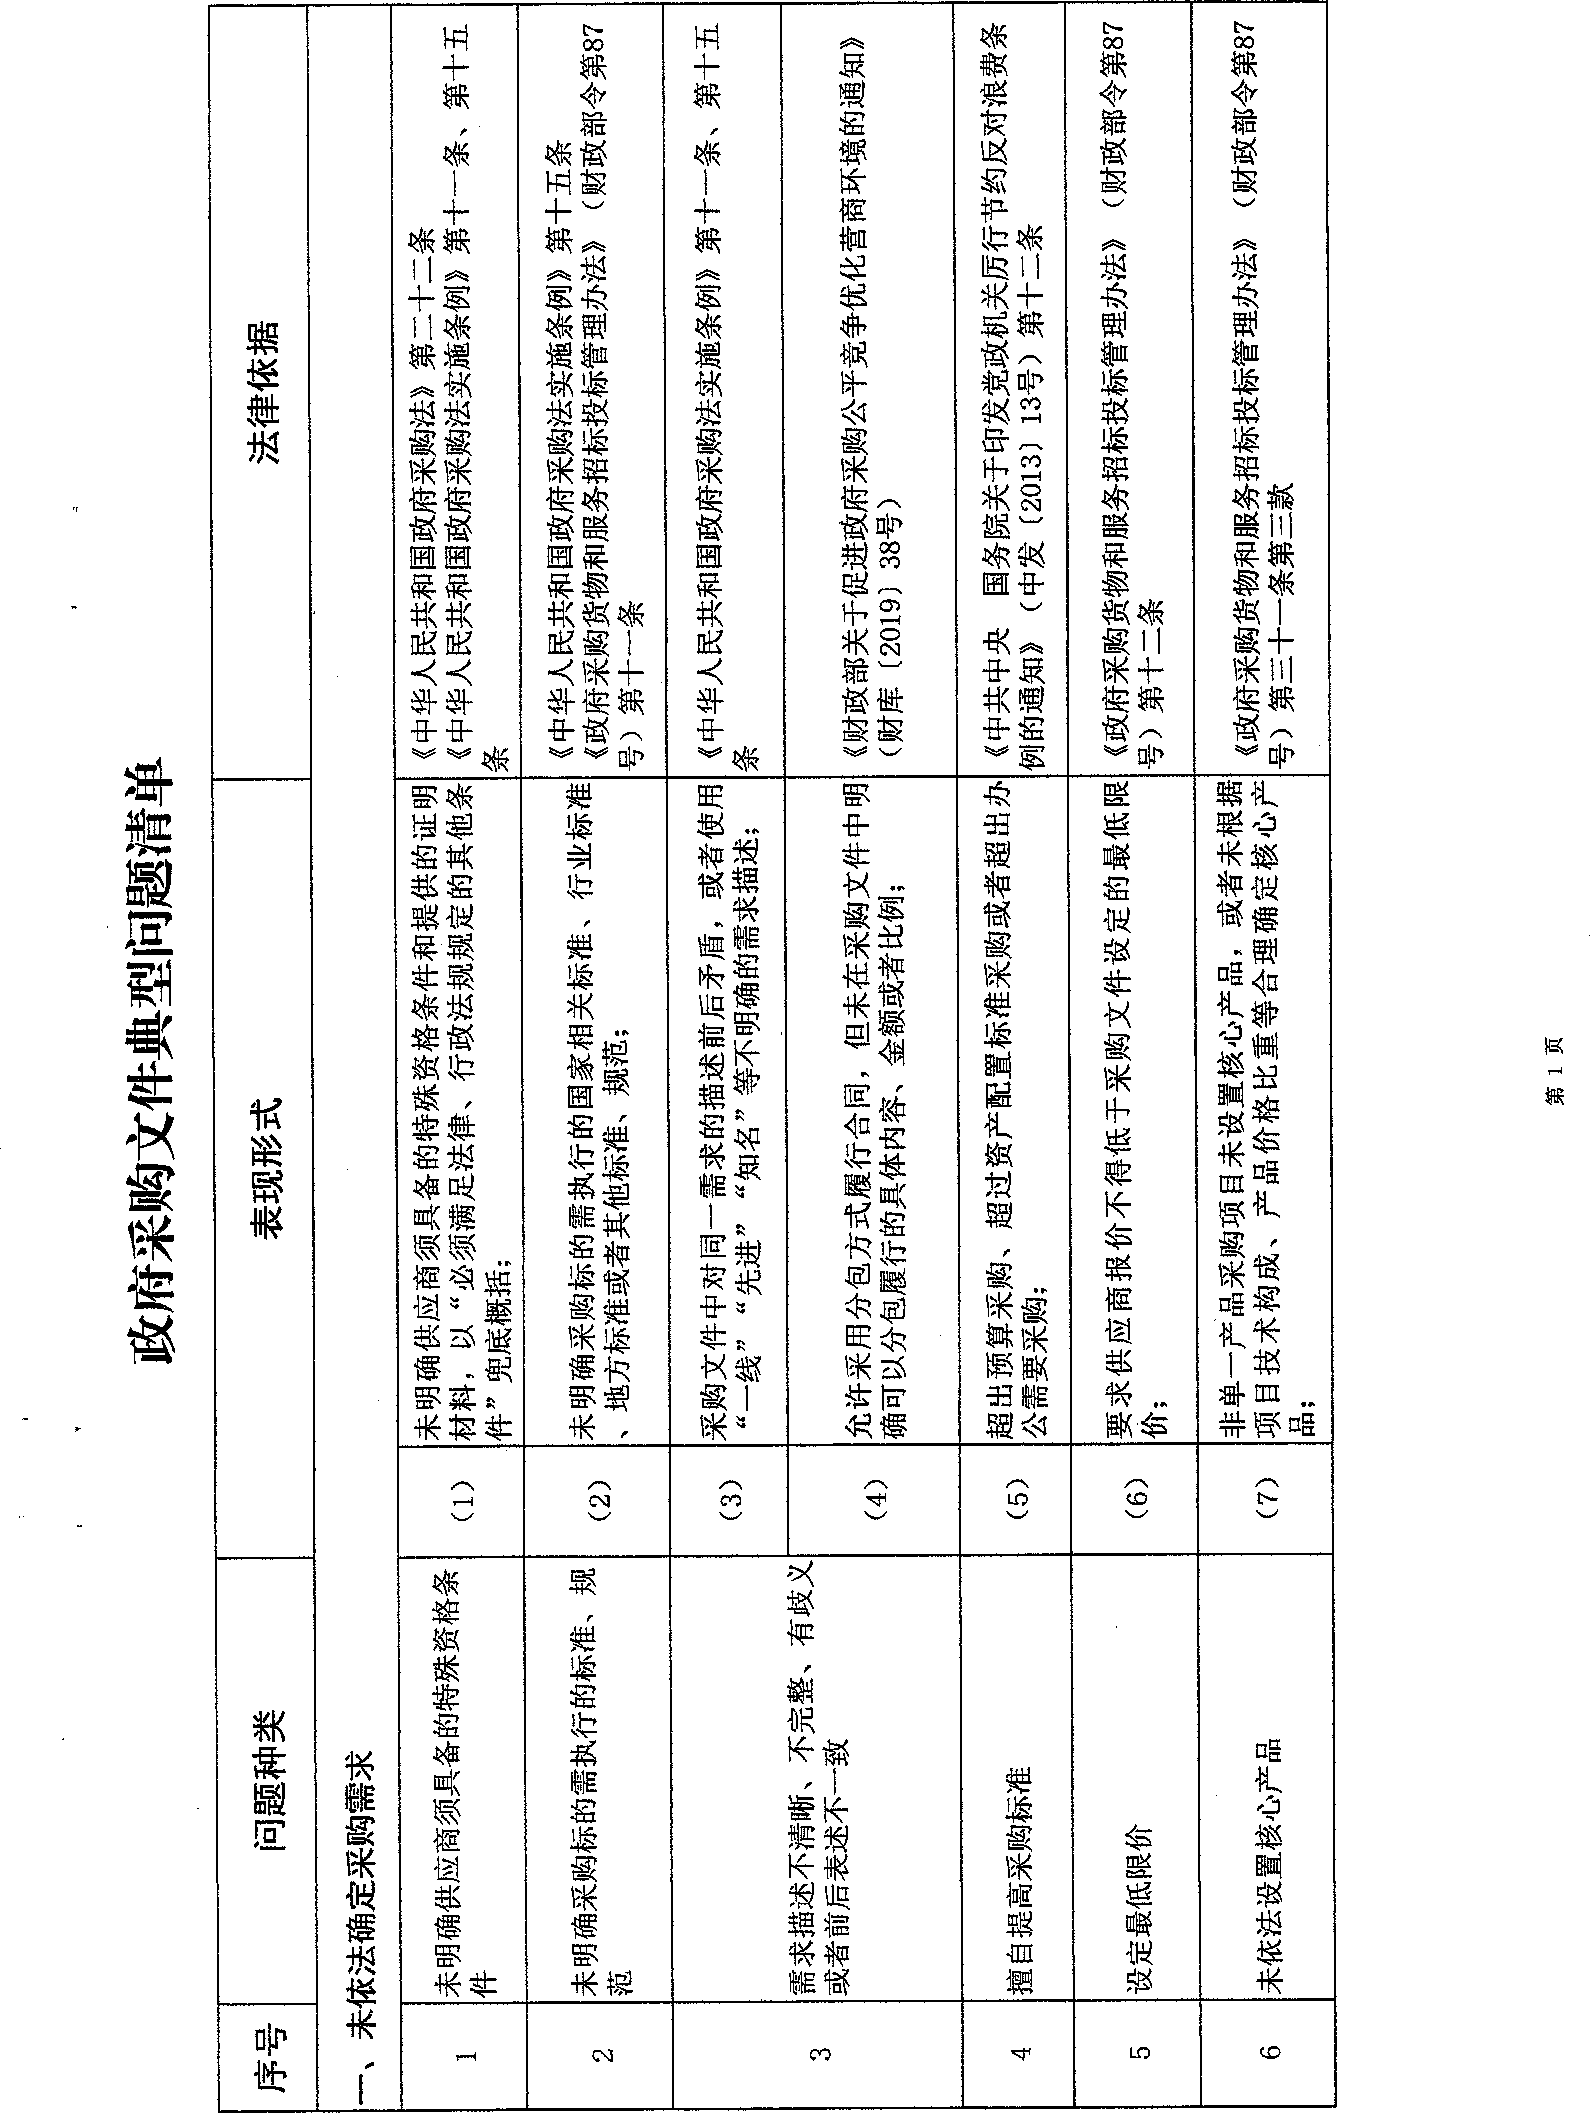 政府采购文件典型问题清单
序号
问题种类
表现形式
法律依据
一、未依法确定采购需求
1
未明确供应商须具备的特殊资格条
件
（1）
未明确供应商须具备的特殊资格条件和提供的证明
材料，以“必须满足法律、行政法规规定的其他条
件”兜底概括；
《中华人民共和国政府采购法》第二十二条
《中华人民共和国政府采购法实施条例》第十一条、第十五
条
2
未明确采购标的需执行的标准、规
范
（2）
未明确采购标的需执行的国家相关标准、行业标准
、地方标准或者其他标准、规范；
《中华人民共和国政府采购法实施条例》第十五条
《政府采购货物和服务招标投标管理办法》（财政部令第87
号）第十一条
3
需求描述不清晰、不完整、有歧义
或者前后表述不一致
（3）
采购文件中对同一需求的描述前后矛盾，或者使用
“一线”“先进”“知名”等不明确的需求描述；
《中华人民共和国政府采购法实施条例》第十一条、第十五
条
（4）
允许采用分包方式履行合同，但未在采购文件中明
确可以分包履行的具体内容、金额或者比例；
《财政部关于促进政府采购公平竞争优化营商环境的通知》
（财库〔2019〕38号）
4
擅自提高采购标准
（5）
超出预算采购、超过资产配置标准采购或者超出办
公需要采购；
《中共中央　国务院关于印发党政机关厉行节约反对浪费条
例的通知》（中发〔2013〕13号）第十二条
5
设定最低限价
（6）
要求供应商报价不得低于采购文件设定的最低限
价；
《政府采购货物和服务招标投标管理办法》（财政部令第87
号）第十二条
6
未依法设置核心产品
（7）
非单一产品采购项目未设置核心产品，或者未根据
项目技术构成、产品价格比重等合理确定核心产
品；
《政府采购货物和服务招标投标管理办法》（财政部令第87
号）第三十一条第三款
第 1 页